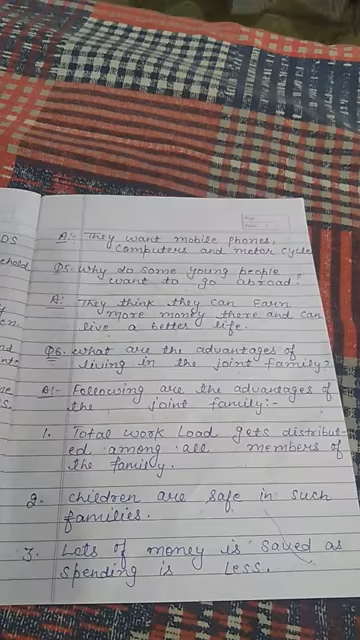 A:- They want mobile phones,
computers and motor cycle
Q5. Why do some young people
want to go abroad?
A: They think they can earn
more money there and can
live a better life.
Q6. What are the advantages of
living in the joint family?
A:- Following are the advantages of
the joint family:-
1. Total work Load gets distribut-
ed among all members of
the family.
2. children are safe in such
families.
3. Lots of money is saved as
spending is Less.